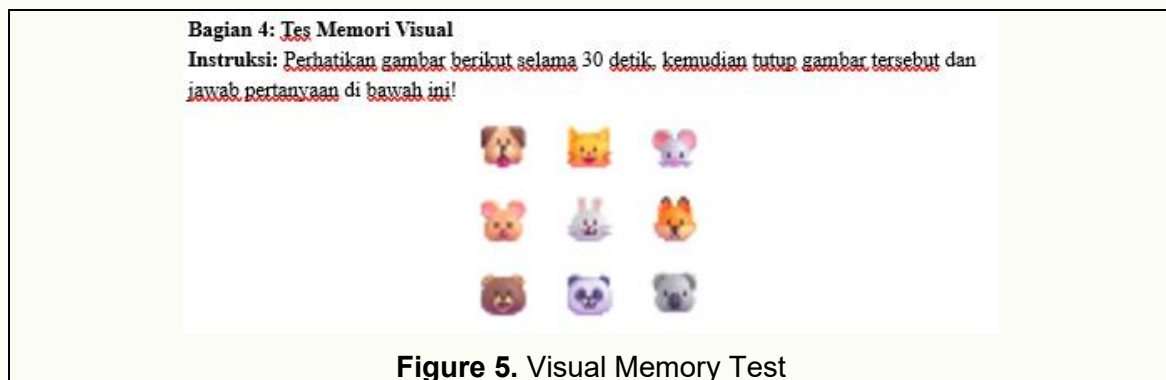 Bagian 4: Tes Memori Visual
Instruksi: Perhatikan gambar berikut selama 30 detik, kemudian tutup gambar tersebut dan
jawab pertanyaan di bawah ini!
Figure 5. Visual Memory Test